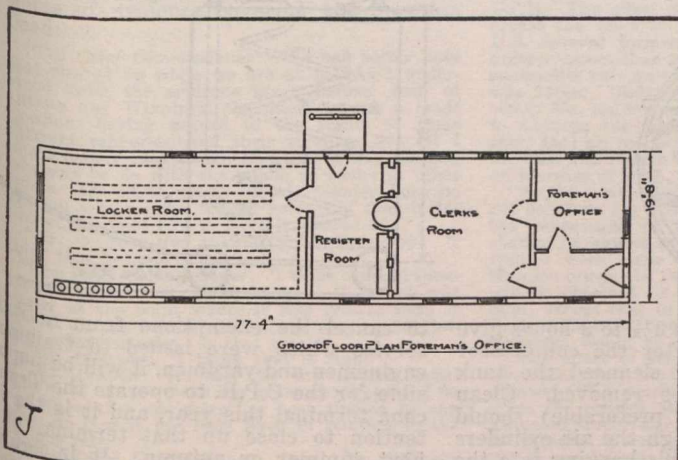 LOCKER ROOM.
REGISTER
ROOM
CLERKS
ROOM
FOREMAN'S
OFFICE
19'-8"
77'-4"
GROUND FLOOR PLAN FOREMAN'S OFFICE.